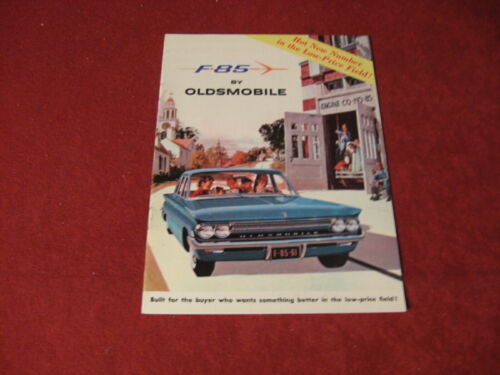 Hot New Number
in the Low-Price Field!
F-85
BY
OLDSMOBILE
ENGINE CO. NO. 85
OLDSMOBILE
F-85-61
Built for the buyer who wants something better in the low-price field!